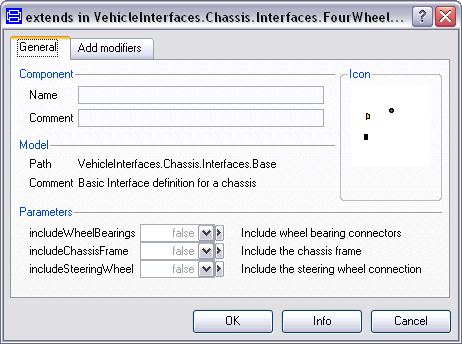 extends in VehicleInterfaces.Chassis.Interfaces.FourWheel...
General
Add modifiers
Component
Icon
Name
Comment
Model
Path VehicleInterfaces.Chassis.Interfaces.Base
Comment Basic Interface definition for a chassis
Parameters
includeWheelBearings false Include wheel bearing connectors
includeChassisFrame false Include the chassis frame
includeSteeringWheel false Include the steering wheel connection
OK
Info
Cancel